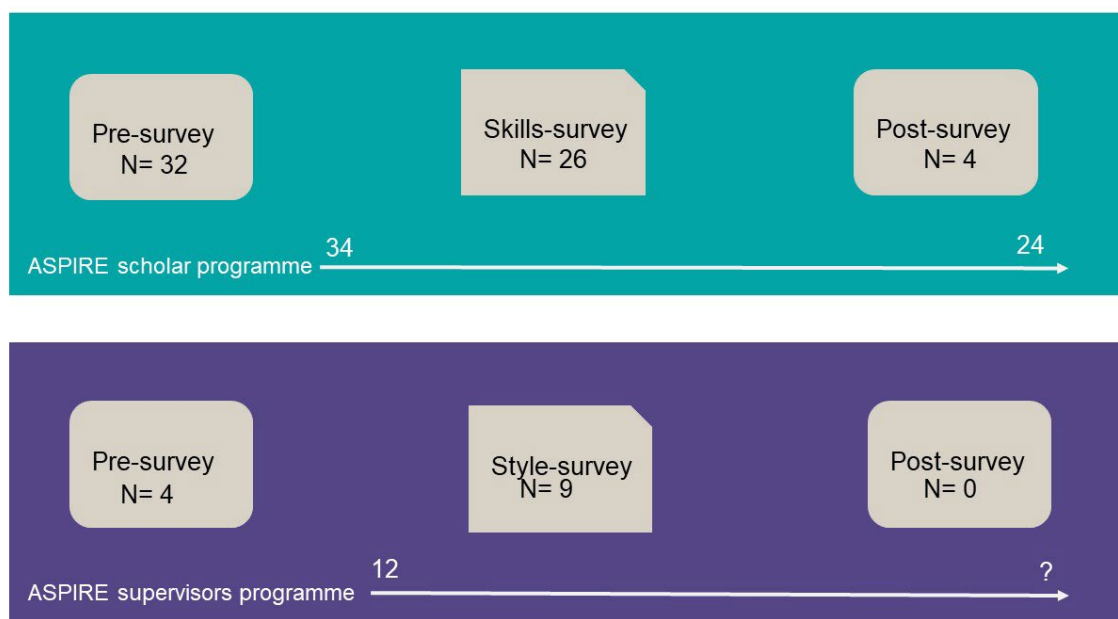 Pre-survey
N= 32
Skills-survey
N= 26
Post-survey
N= 4
34
24
ASPIRE scholar programme
Pre-survey
N= 4
Style-survey
N= 9
Post-survey
N= 0
12
?
ASPIRE supervisors programme